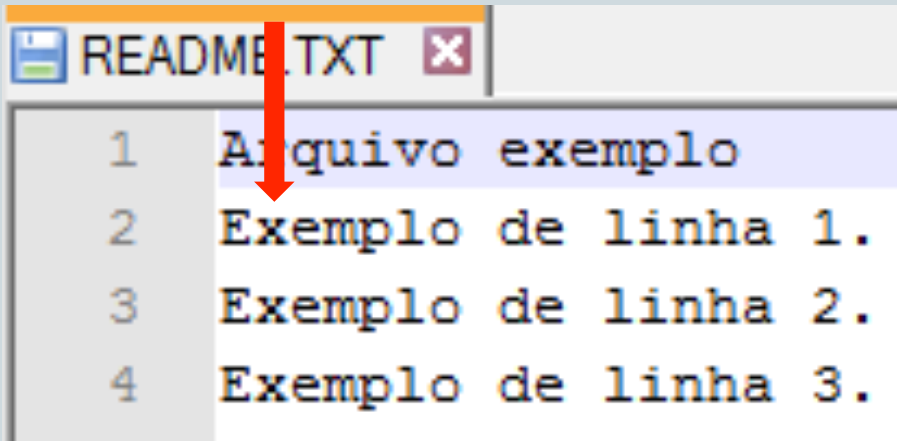 README.TXT
1 Arquivo exemplo
2 Exemplo de linha 1.
3 Exemplo de linha 2.
4 Exemplo de linha 3.